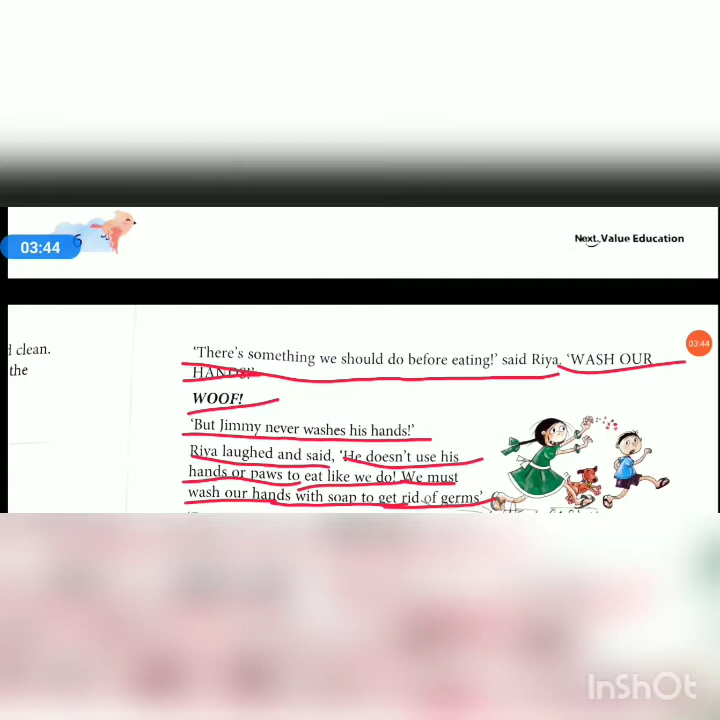 6
03:44
Next Value Education
d clean.
the
03:44
‘There’s something we should do before eating!’ said Riya. ‘WASH OUR
HANDS!’
WOOF!
‘But Jimmy never washes his hands!’
Riya laughed and said, ‘He doesn’t use his
hands or paws to eat like we do! We must
wash our hands with soap to get rid of germs’
InShOt